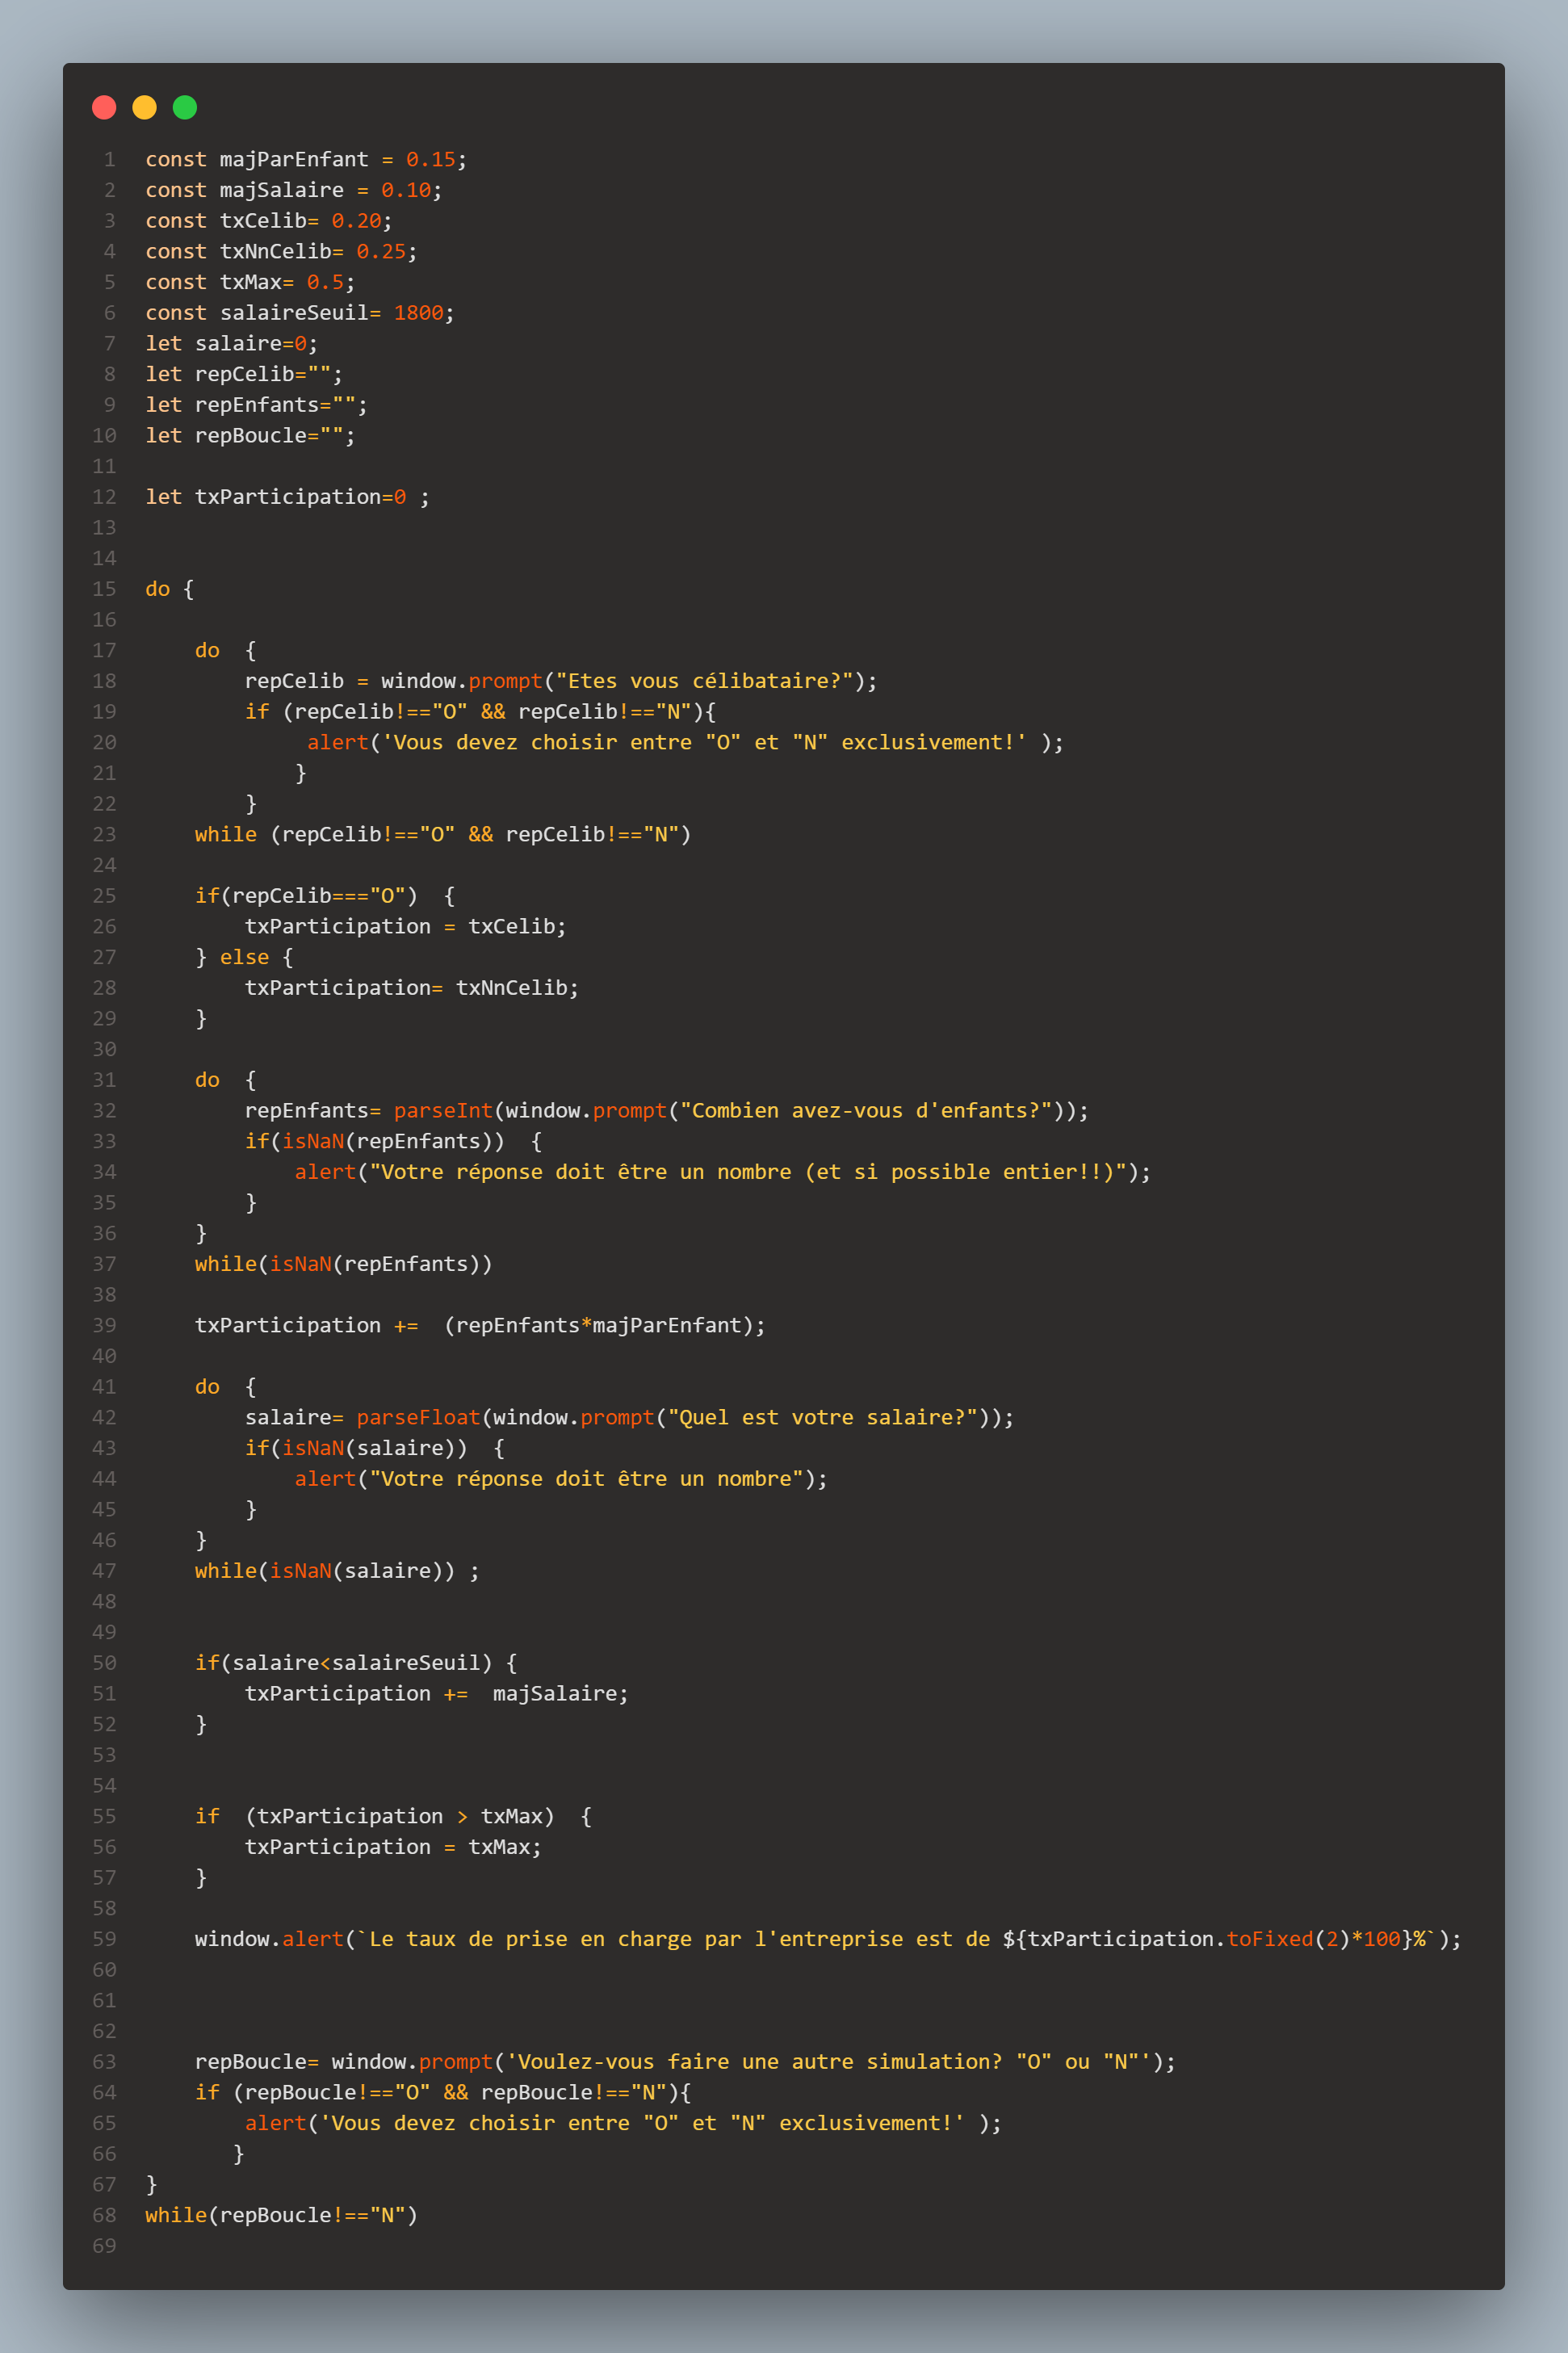 1 const majParEnfant = 0.15;
2 const majSalaire = 0.10;
3 const txCelib= 0.20;
4 const txNnCelib= 0.25;
5 const txMax= 0.5;
6 const salaireSeuil= 1800;
7 let salaire=0;
8 let repCelib="";
9 let repEnfants="";
10 let repBoucle="";
11
12 let txParticipation=0 ;
13
14
15 do {
16
17     do  {
18         repCelib = window.prompt("Etes vous célibataire?");
19         if (repCelib!=="O" && repCelib!=="N"){
20              alert('Vous devez choisir entre "O" et "N" exclusivement!' );
21             }
22         }
23     while (repCelib!=="O" && repCelib!=="N")
24
25     if(repCelib==="O")  {
26         txParticipation = txCelib;
27     } else {
28         txParticipation= txNnCelib;
29     }
30
31     do  {
32         repEnfants= parseInt(window.prompt("Combien avez-vous d'enfants?"));
33         if(isNaN(repEnfants))  {
34             alert("Votre réponse doit être un nombre (et si possible entier!!)");
35         }
36     }
37     while(isNaN(repEnfants))
38
39     txParticipation +=  (repEnfants*majParEnfant);
40
41     do  {
42         salaire= parseFloat(window.prompt("Quel est votre salaire?"));
43         if(isNaN(salaire))  {
44             alert("Votre réponse doit être un nombre");
45         }
46     }
47     while(isNaN(salaire)) ;
48
49
50     if(salaire<salaireSeuil) {
51         txParticipation +=  majSalaire;
52     }
53
54
55     if  (txParticipation > txMax)  {
56         txParticipation = txMax;
57     }
58
59     window.alert(`Le taux de prise en charge par l'entreprise est de ${txParticipation.toFixed(2)*100}%`);
60
61
62
63     repBoucle= window.prompt('Voulez-vous faire une autre simulation? "O" ou "N"');
64     if (repBoucle!=="O" && repBoucle!=="N"){
65         alert('Vous devez choisir entre "O" et "N" exclusivement!' );
66        }
67 }
68 while(repBoucle!=="N")
69